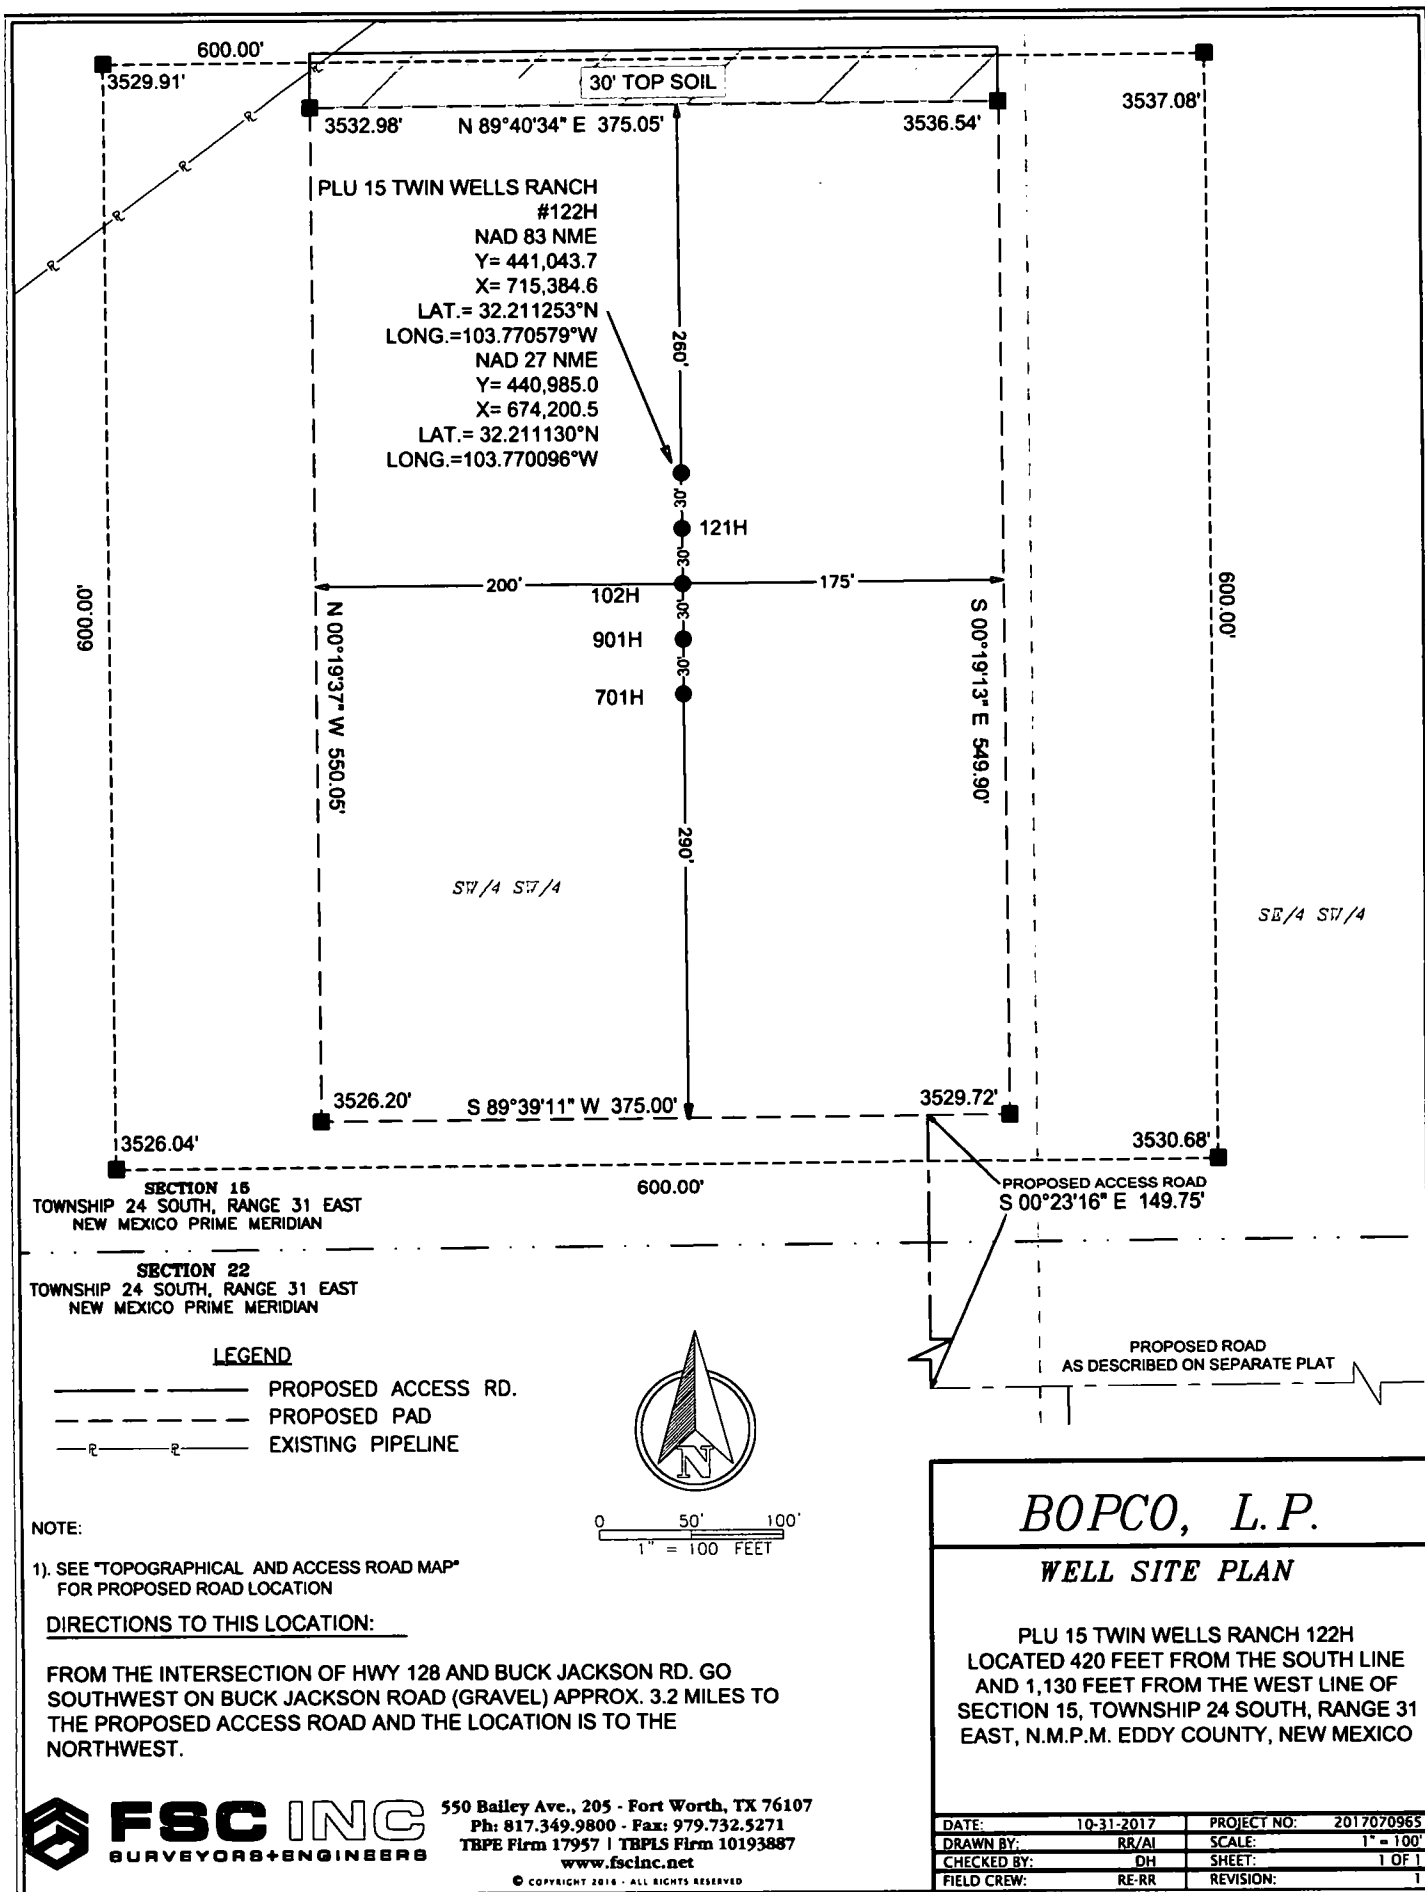 600.00'
3529.91'
30' TOP SOIL
3537.08'
3532.98'
N 89°40'34" E 375.05'
3536.54'
PLU 15 TWIN WELLS RANCH
#122H
NAD 83 NME
Y= 441,043.7
X= 715,384.6
LAT.= 32.211253°N
LONG.=103.770579°W
NAD 27 NME
Y= 440,985.0
X= 674,200.5
LAT.= 32.211130°N
LONG.=103.770096°W
260'
30'
121H
30'
200'
175'
102H
30'
901H
30'
701H
600.00'
N 00°19'37" W 550.05'
S 00°19'13" E 549.90'
600.00'
290'
SW/4 SW/4
SE/4 SW/4
3526.20'
S 89°39'11" W 375.00'
3529.72'
3526.04'
3530.68'
600.00'
PROPOSED ACCESS ROAD
S 00°23'16" E 149.75'
SECTION 15
TOWNSHIP 24 SOUTH, RANGE 31 EAST
NEW MEXICO PRIME MERIDIAN
SECTION 22
TOWNSHIP 24 SOUTH, RANGE 31 EAST
NEW MEXICO PRIME MERIDIAN
PROPOSED ROAD
AS DESCRIBED ON SEPARATE PLAT
LEGEND
PROPOSED ACCESS RD.
PROPOSED PAD
EXISTING PIPELINE
N
0 50' 100'
1" = 100 FEET
NOTE:
1). SEE "TOPOGRAPHICAL AND ACCESS ROAD MAP"
FOR PROPOSED ROAD LOCATION
DIRECTIONS TO THIS LOCATION:
FROM THE INTERSECTION OF HWY 128 AND BUCK JACKSON RD. GO
SOUTHWEST ON BUCK JACKSON ROAD (GRAVEL) APPROX. 3.2 MILES TO
THE PROPOSED ACCESS ROAD AND THE LOCATION IS TO THE
NORTHWEST.
BOPCO, L.P.
WELL SITE PLAN
PLU 15 TWIN WELLS RANCH 122H
LOCATED 420 FEET FROM THE SOUTH LINE
AND 1,130 FEET FROM THE WEST LINE OF
SECTION 15, TOWNSHIP 24 SOUTH, RANGE 31
EAST, N.M.P.M. EDDY COUNTY, NEW MEXICO
FSC INC
SURVEYORS+ENGINEERS
550 Bailey Ave., 205 - Fort Worth, TX 76107
Ph: 817.349.9800 - Fax: 979.732.5271
TBPE Firm 17957 | TBPLS Firm 10193887
www.fscinc.net
© COPYRIGHT 2016 - ALL RIGHTS RESERVED
DATE: 10-31-2017 PROJECT NO: 2017070965
DRAWN BY: RR/AI SCALE: 1" = 100'
CHECKED BY: DH SHEET: 1 OF 1
FIELD CREW: RE-RR REVISION: 1